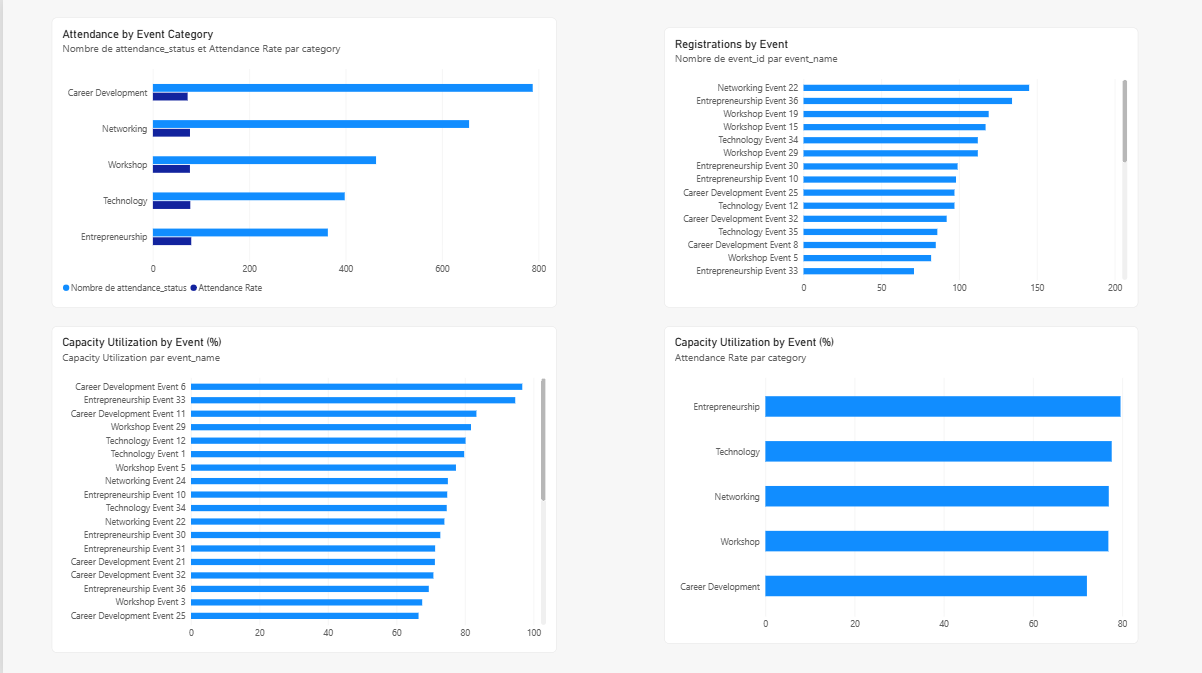 Attendance by Event Category
Nombre de attendance_status et Attendance Rate par category
Career Development
Networking
Workshop
Technology
Entrepreneurship
0 200 400 600 800
Nombre de attendance_status Attendance Rate
Registrations by Event
Nombre de event_id par event_name
Networking Event 22
Entrepreneurship Event 36
Workshop Event 19
Workshop Event 15
Technology Event 34
Workshop Event 29
Entrepreneurship Event 30
Entrepreneurship Event 10
Career Development Event 25
Technology Event 12
Career Development Event 32
Technology Event 35
Career Development Event 8
Workshop Event 5
Entrepreneurship Event 33
0 50 100 150 200
Capacity Utilization by Event (%)
Capacity Utilization par event_name
Career Development Event 6
Entrepreneurship Event 33
Career Development Event 11
Workshop Event 29
Technology Event 12
Technology Event 1
Workshop Event 5
Networking Event 24
Entrepreneurship Event 10
Technology Event 34
Networking Event 22
Entrepreneurship Event 30
Entrepreneurship Event 31
Career Development Event 21
Career Development Event 32
Entrepreneurship Event 36
Workshop Event 3
Career Development Event 25
0 20 40 60 80 100
Capacity Utilization by Event (%)
Attendance Rate par category
Entrepreneurship
Technology
Networking
Workshop
Career Development
0 20 40 60 80